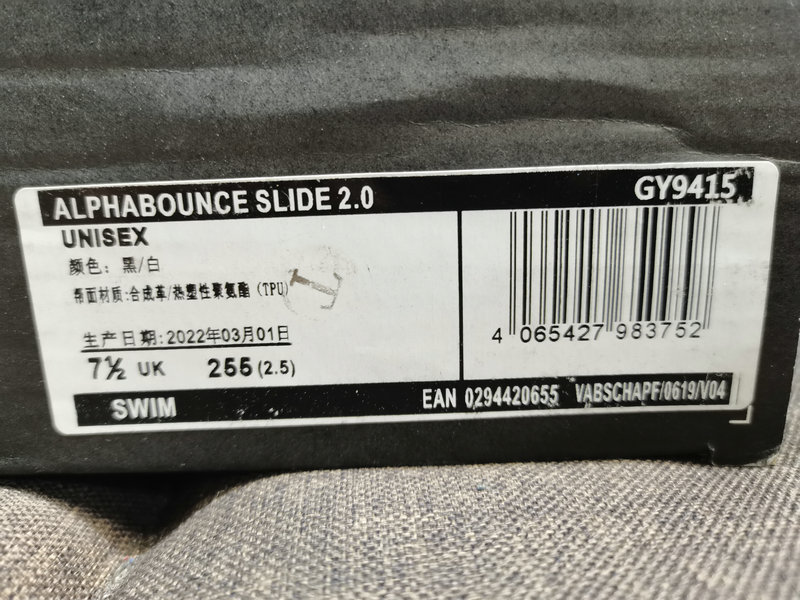 ALPHABOUNCE SLIDE 2.0 GY9415
UNISEX
颜色：黑/白
帮面材质:合成革/热塑性聚氨酯（TPU）
生产日期:2022年03月01日
7½ UK 255(2.5)
4 065427 983752
SWIM EAN 0294420655 VABSCHAPF/0619/V04